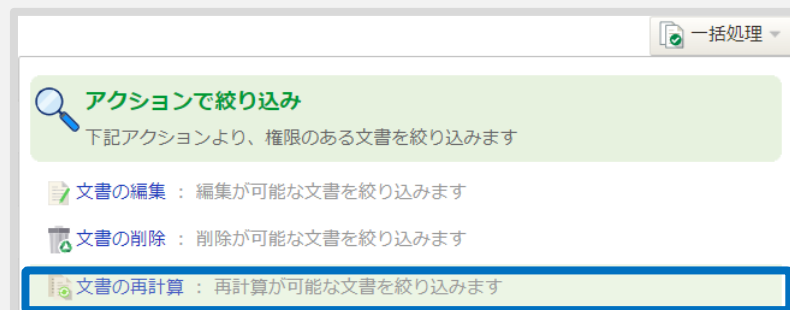 一括処理
アクションで絞り込み
下記アクションより、権限のある文書を絞り込みます
文書の編集 : 編集が可能な文書を絞り込みます
文書の削除 : 削除が可能な文書を絞り込みます
文書の再計算 : 再計算が可能な文書を絞り込みます